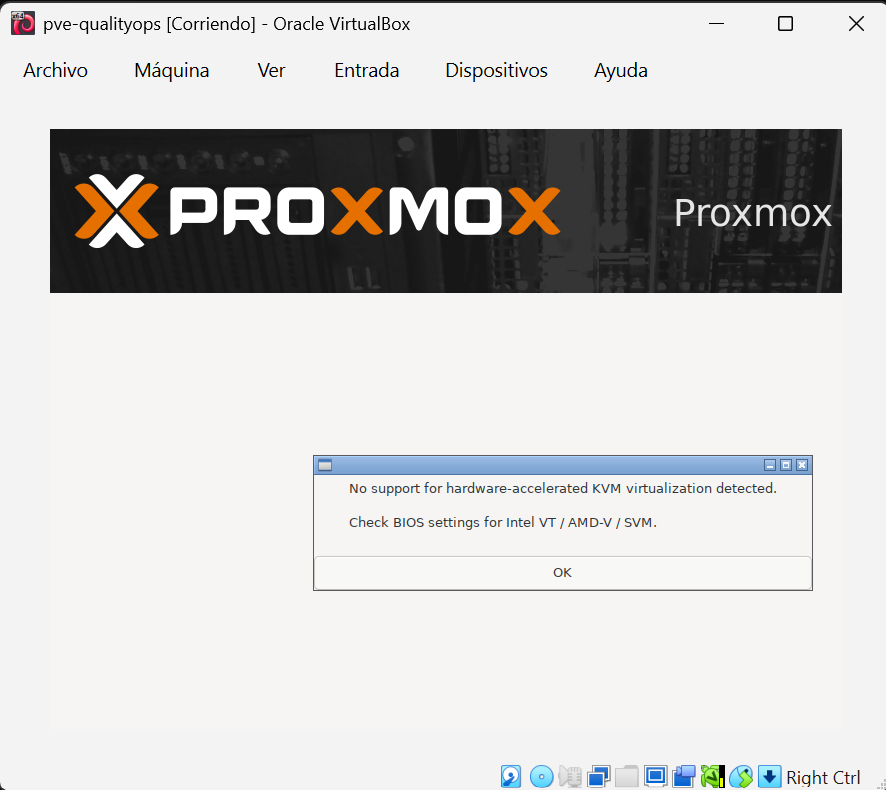 pve-qualityops [Corriendo] - Oracle VirtualBox
Archivo Máquina Ver Entrada Dispositivos Ayuda
PROXMOX Proxmox
No support for hardware-accelerated KVM virtualization detected.
Check BIOS settings for Intel VT / AMD-V / SVM.
OK
Right Ctrl